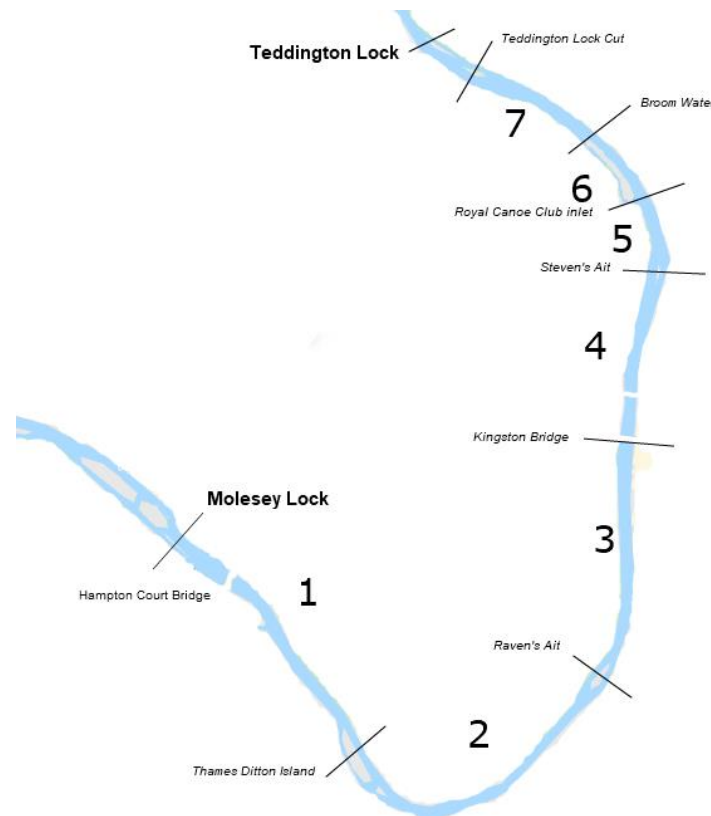 Teddington Lock Cut
Teddington Lock
Broom Wate
7
6
Royal Canoe Club inlet
5
Steven's Ait
4
Kingston Bridge
Molesey Lock
3
Hampton Court Bridge
1
Raven's Ait
2
Thames Ditton Island